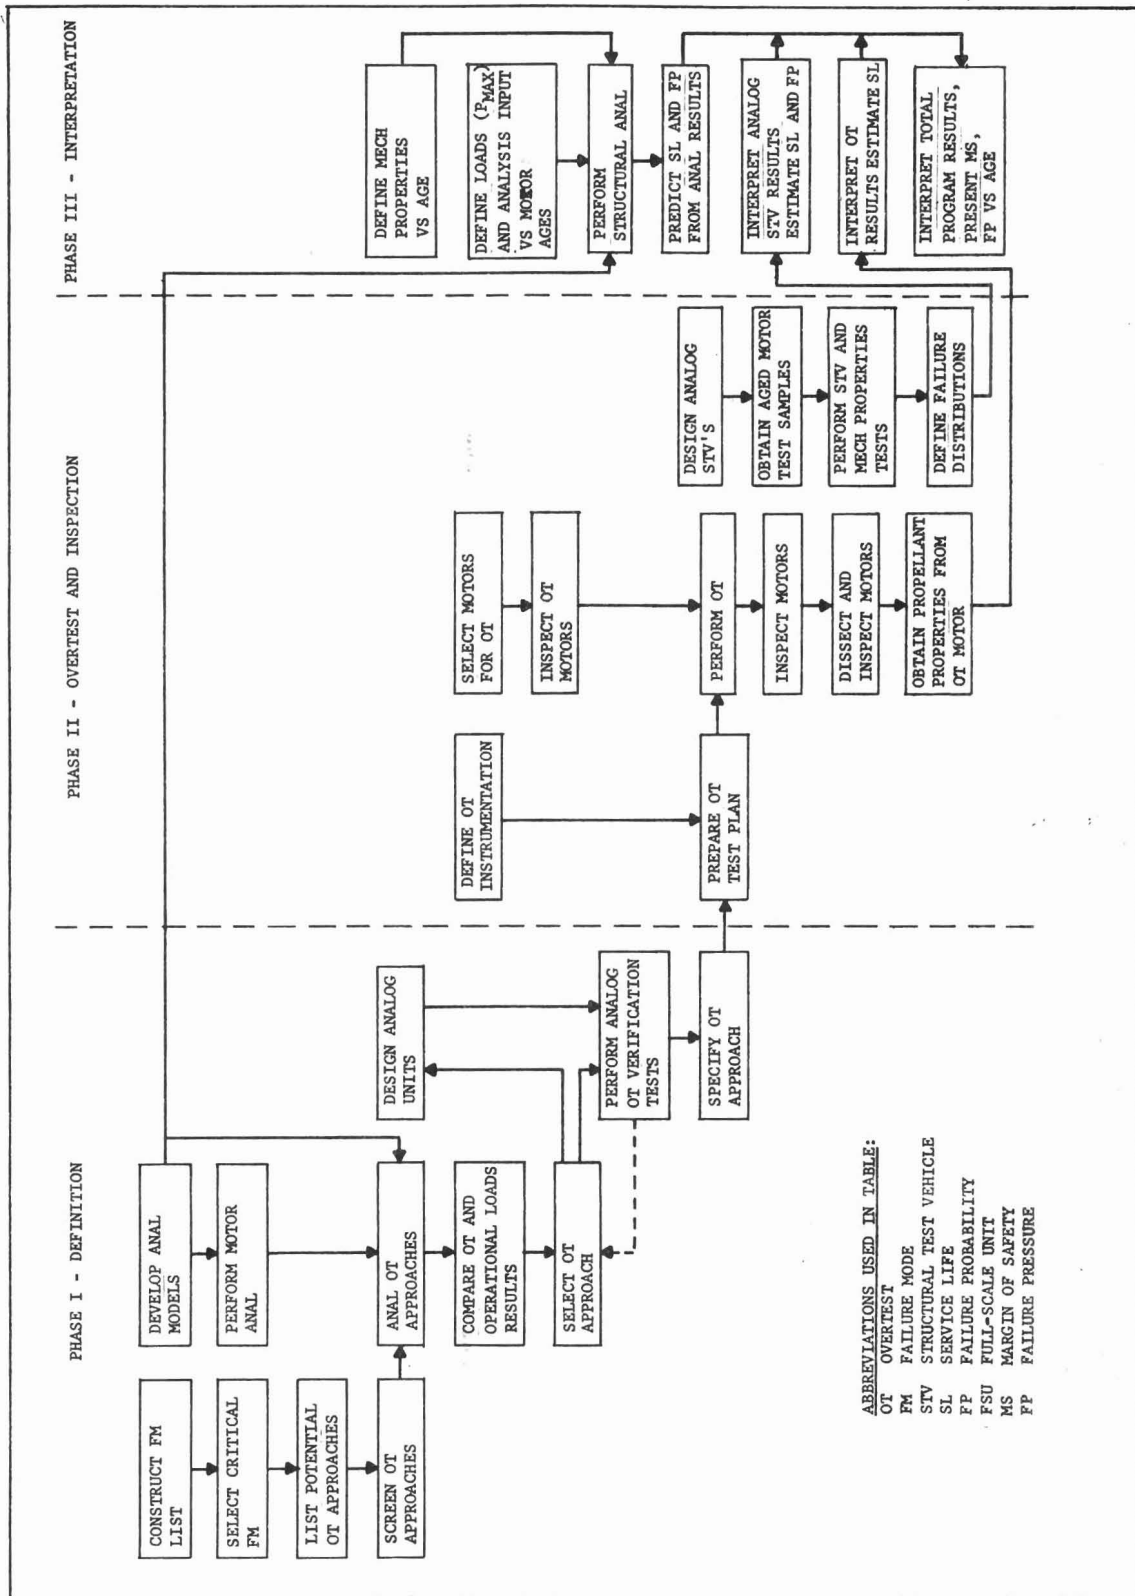 PHASE I - DEFINITION
CONSTRUCT FM
LIST
SELECT CRITICAL
FM
LIST POTENTIAL
OT APPROACHES
SCREEN OT
APPROACHES
DEVELOP ANAL
MODELS
PERFORM MOTOR
ANAL
ANAL OT
APPROACHES
COMPARE OT AND
OPERATIONAL LOADS
RESULTS
SELECT OT
APPROACH
DESIGN ANALOG
UNITS
PERFORM ANALOG
OT VERIFICATION
TESTS
SPECIFY OT
APPROACH
ABBREVIATIONS USED IN TABLE:
OT OVERTEST
FM FAILURE MODE
STV STRUCTURAL TEST VEHICLE
SL SERVICE LIFE
FP FAILURE PROBABILITY
FSU FULL-SCALE UNIT
MS MARGIN OF SAFETY
FP FAILURE PRESSURE
PHASE II - OVERTEST AND INSPECTION
DEFINE OT
INSTRUMENTATION
PREPARE OT
TEST PLAN
SELECT MOTORS
FOR OT
INSPECT OT
MOTORS
PERFORM OT
INSPECT MOTORS
DISSECT AND
INSPECT MOTORS
OBTAIN PROPELLANT
PROPERTIES FROM
OT MOTOR
DESIGN ANALOG
STV'S
OBTAIN AGED MOTOR
TEST SAMPLES
PERFORM STV AND
MECH PROPERTIES
TESTS
DEFINE FAILURE
DISTRIBUTIONS
PHASE III - INTERPRETATION
DEFINE MECH
PROPERTIES
VS AGE
DEFINE LOADS (PMAX)
AND ANALYSIS INPUT
VS MOTOR
AGES
PERFORM
STRUCTURAL ANAL
PREDICT SL AND FP
FROM ANAL RESULTS
INTERPRET ANALOG
STV RESULTS
ESTIMATE SL AND FP
INTERPRET OT
RESULTS ESTIMATE SL
INTERPRET TOTAL
PROGRAM RESULTS,
PRESENT MS,
FP VS AGE